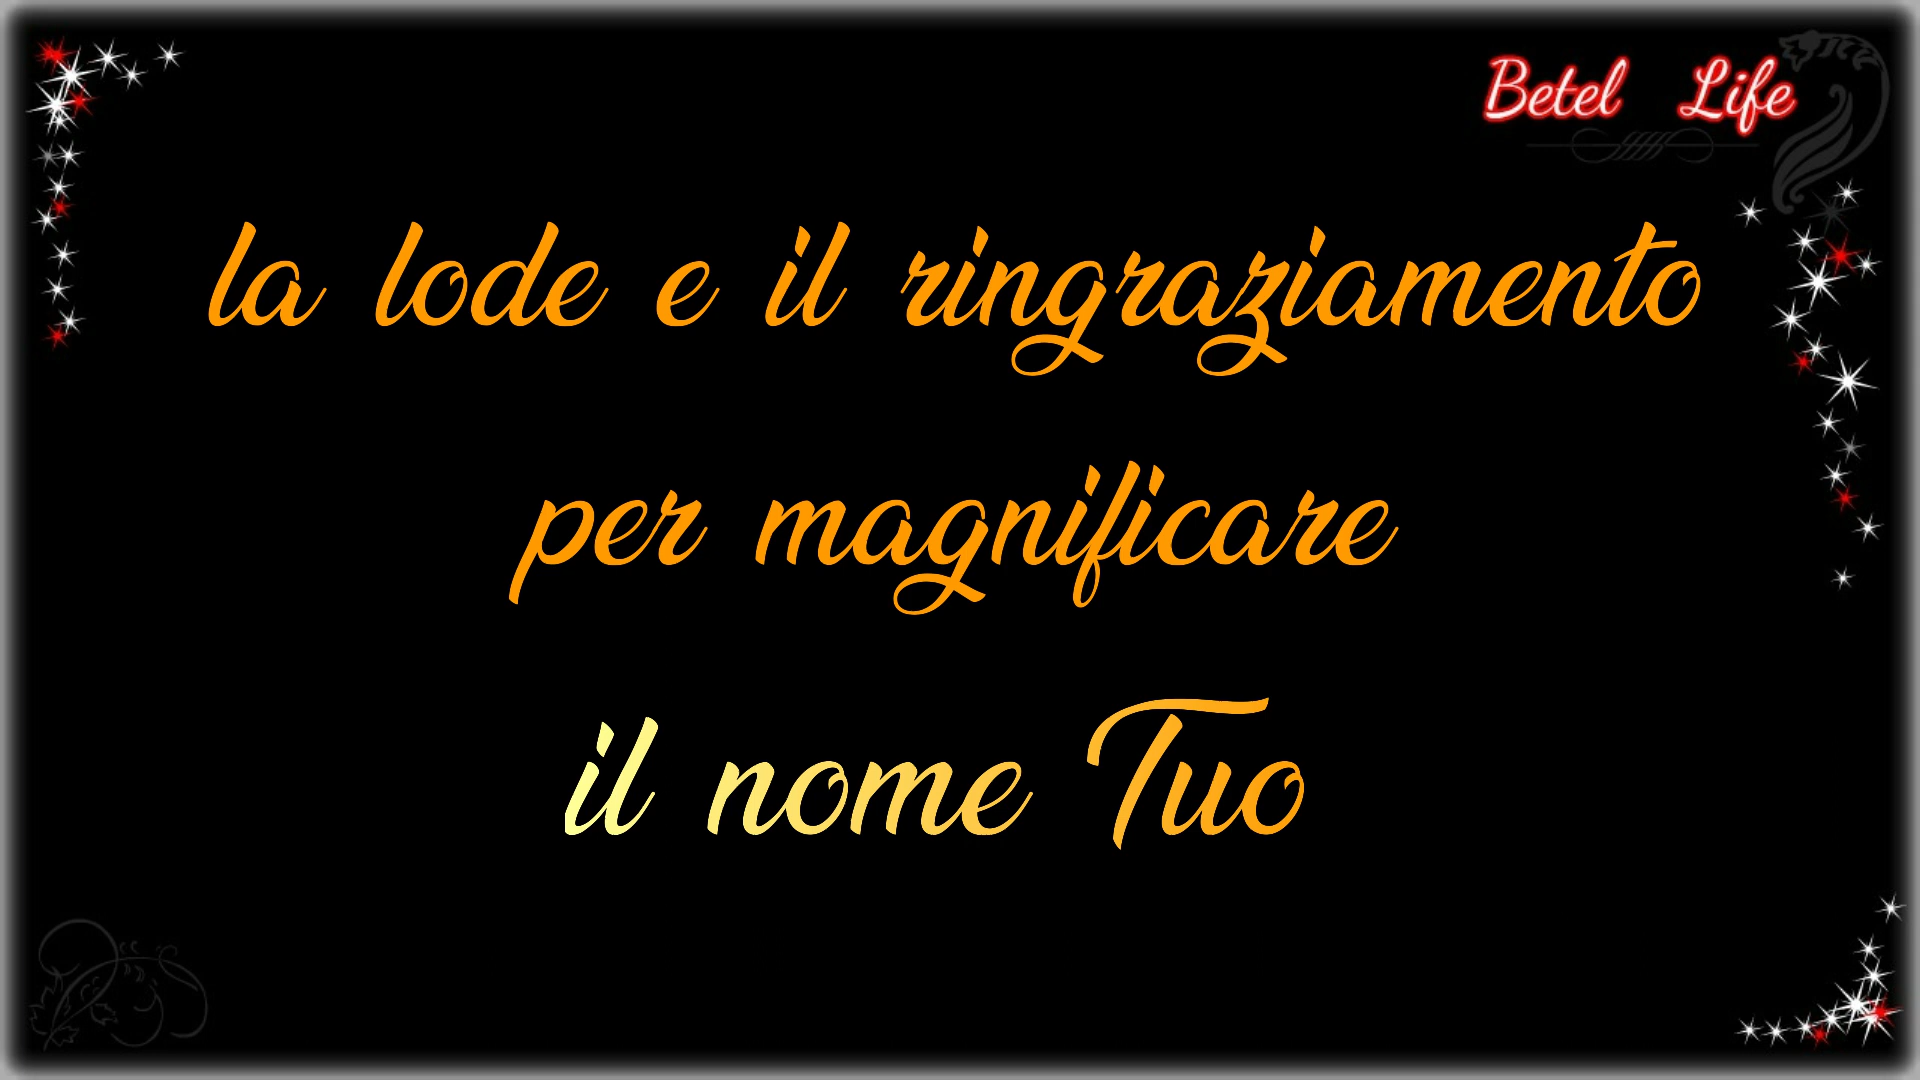 Betel Life
la lode e il ringraziamento
per magnificare
il nome Tuo